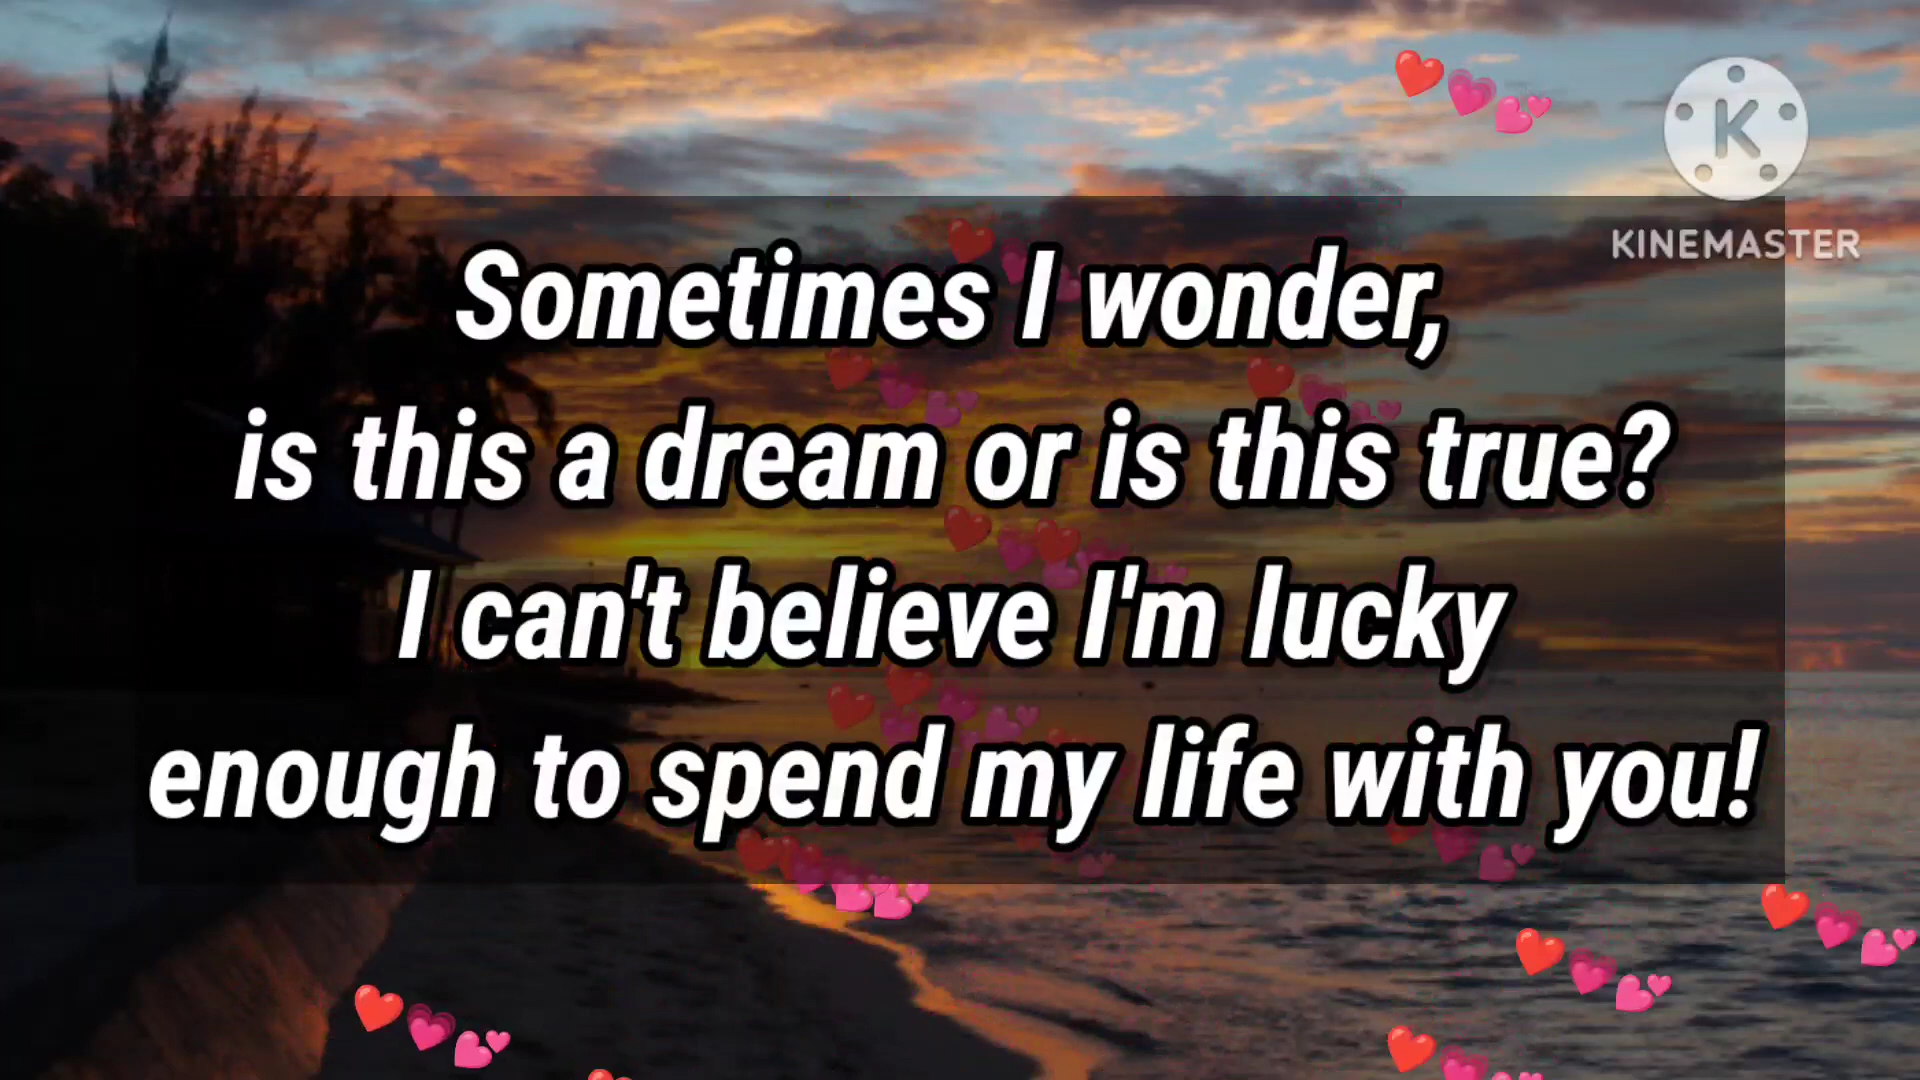 K
KINEMASTER
Sometimes I wonder,
is this a dream or is this true?
I can't believe I'm lucky
enough to spend my life with you!